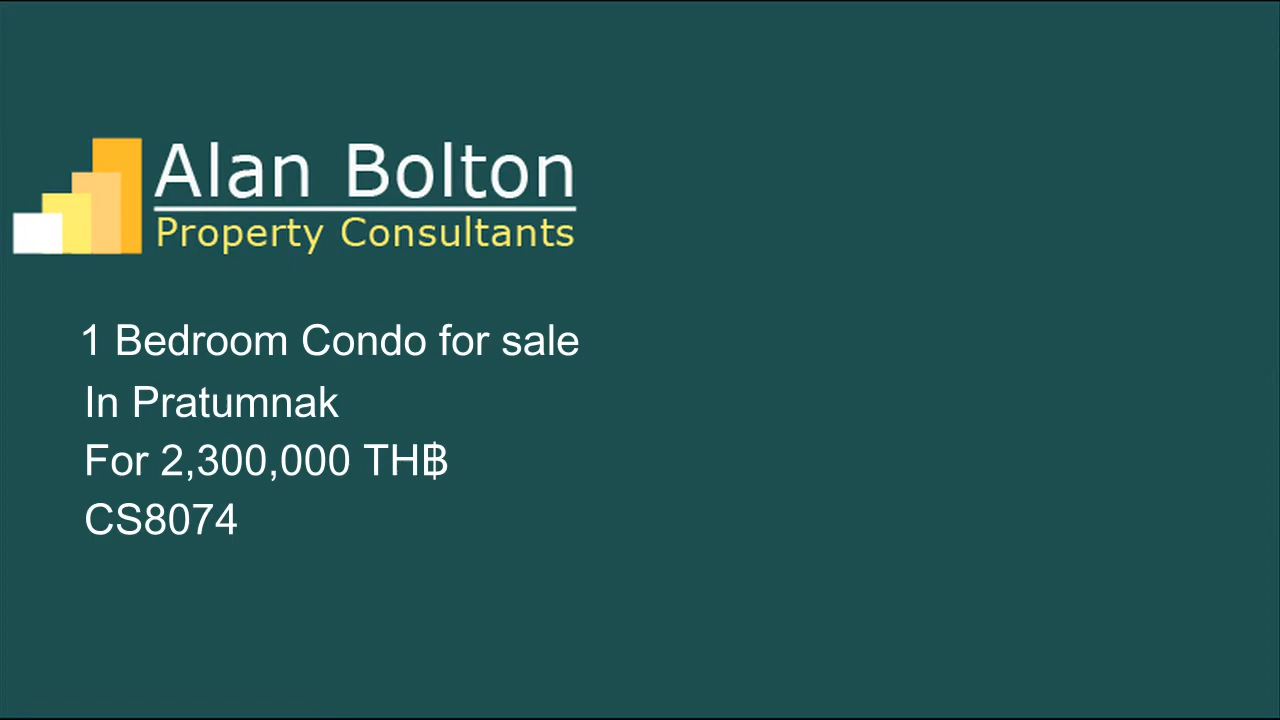 Alan Bolton
Property Consultants
1 Bedroom Condo for sale
In Pratumnak
For 2,300,000 TH฿
CS8074